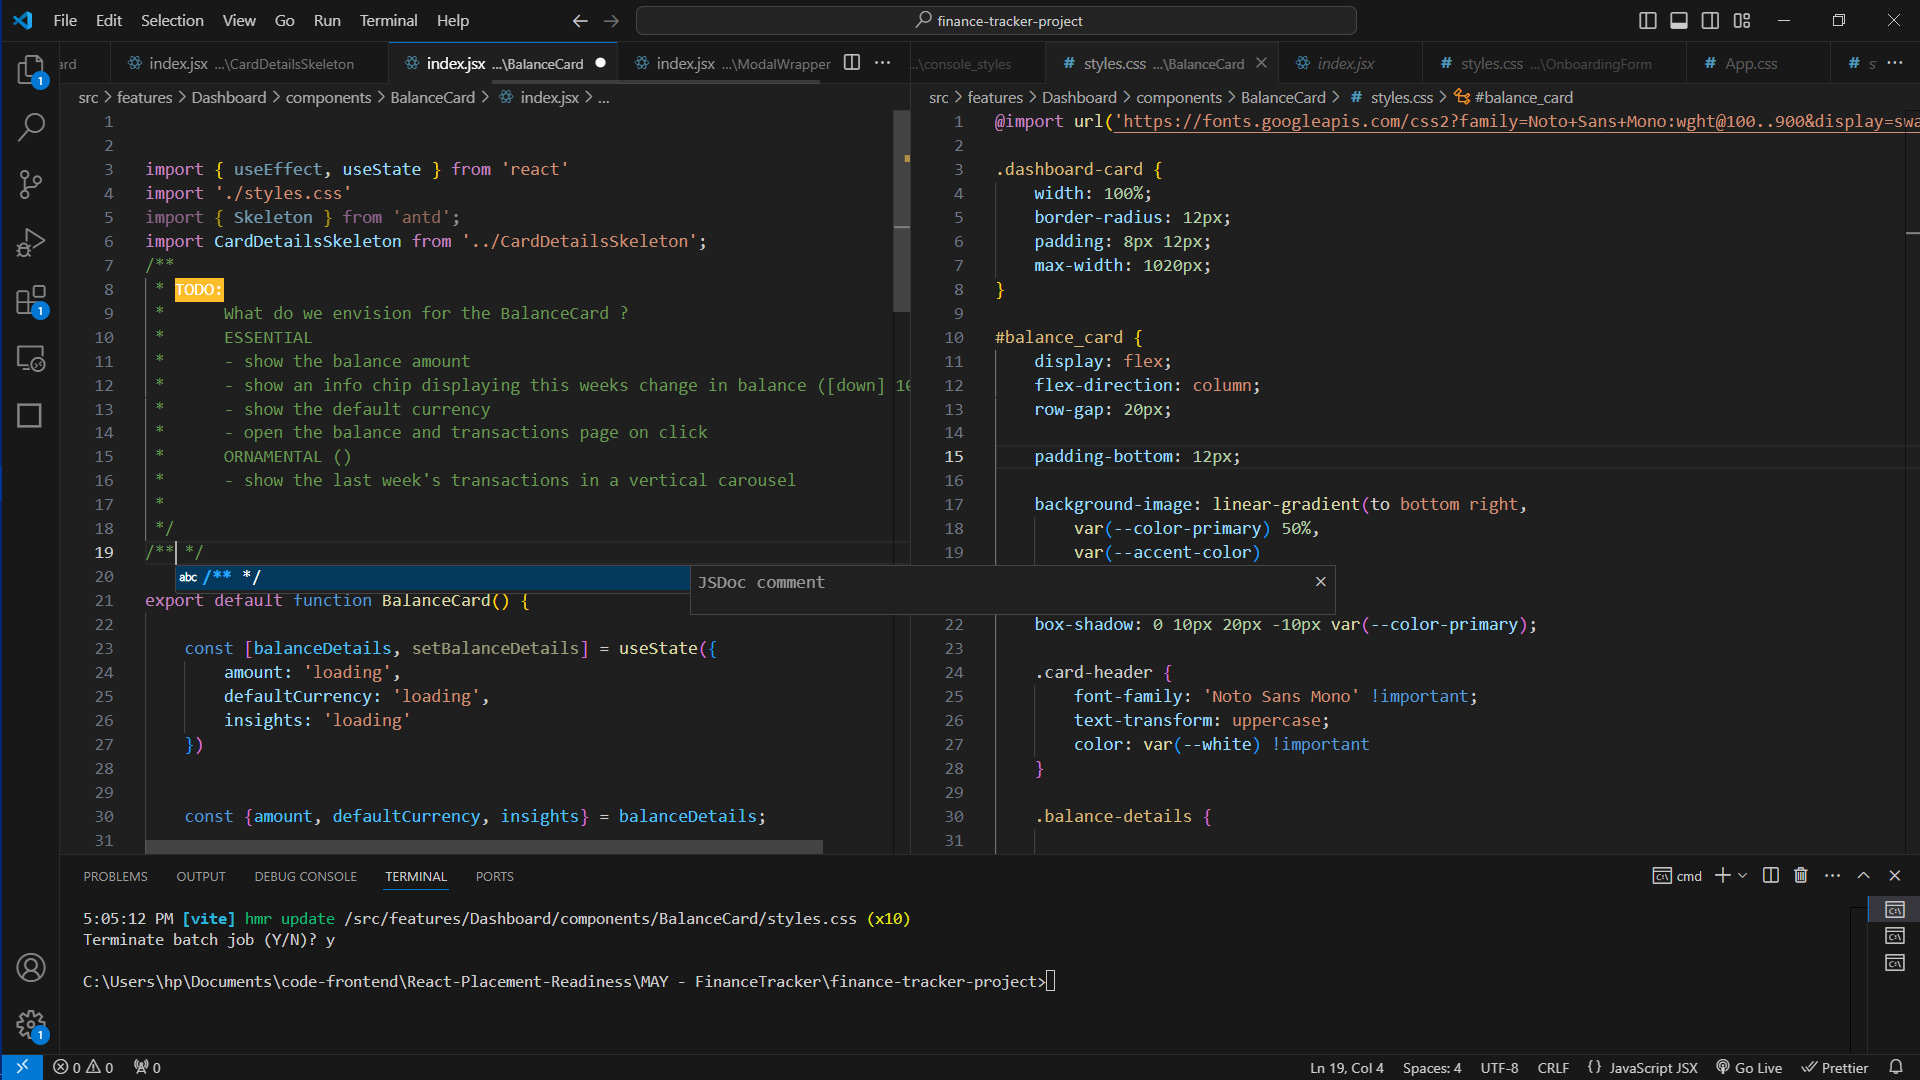 File Edit Selection View Go Run Terminal Help
finance-tracker-project
ard
index.jsx ...\CardDetailsSkeleton
index.jsx ...\BalanceCard
index.jsx ...\ModalWrapper
...\console_styles
# styles.css ...\BalanceCard
index.jsx
# styles.css ...\OnboardingForm
# App.css
# s
src > features > Dashboard > components > BalanceCard > index.jsx > ...
1
2
3 import { useEffect, useState } from 'react'
4 import './styles.css'
5 import { Skeleton } from 'antd';
6 import CardDetailsSkeleton from '../CardDetailsSkeleton';
7 /**
8 * TODO:
9 * What do we envision for the BalanceCard ?
10 * ESSENTIAL
11 * - show the balance amount
12 * - show an info chip displaying this weeks change in balance ([down] 10
13 * - show the default currency
14 * - open the balance and transactions page on click
15 * ORNAMENTAL ()
16 * - show the last week's transactions in a vertical carousel
17 *
18 */
19 /** */
20
abc /** */
JSDoc comment
21 export default function BalanceCard() {
22
23 const [balanceDetails, setBalanceDetails] = useState({
24 amount: 'loading',
25 defaultCurrency: 'loading',
26 insights: 'loading'
27 })
28
29
30 const {amount, defaultCurrency, insights} = balanceDetails;
31
src > features > Dashboard > components > BalanceCard > # styles.css > #balance_card
1 @import url('https://fonts.googleapis.com/css2?family=Noto+Sans+Mono:wght@100..900&display=swa
2
3 .dashboard-card {
4 width: 100%;
5 border-radius: 12px;
6 padding: 8px 12px;
7 max-width: 1020px;
8 }
9
10 #balance_card {
11 display: flex;
12 flex-direction: column;
13 row-gap: 20px;
14
15 padding-bottom: 12px;
16
17 background-image: linear-gradient(to bottom right,
18 var(--color-primary) 50%,
19 var(--accent-color)
22 box-shadow: 0 10px 20px -10px var(--color-primary);
23
24 .card-header {
25 font-family: 'Noto Sans Mono' !important;
26 text-transform: uppercase;
27 color: var(--white) !important
28 }
29
30 .balance-details {
31
PROBLEMS OUTPUT DEBUG CONSOLE TERMINAL PORTS
cmd
5:05:12 PM [vite] hmr update /src/features/Dashboard/components/BalanceCard/styles.css (x10)
Terminate batch job (Y/N)? y
C:\Users\hp\Documents\code-frontend\React-Placement-Readiness\MAY - FinanceTracker\finance-tracker-project>
1
1
1
0 0 0
Ln 19, Col 4 Spaces: 4 UTF-8 CRLF {} JavaScript JSX Go Live Prettier